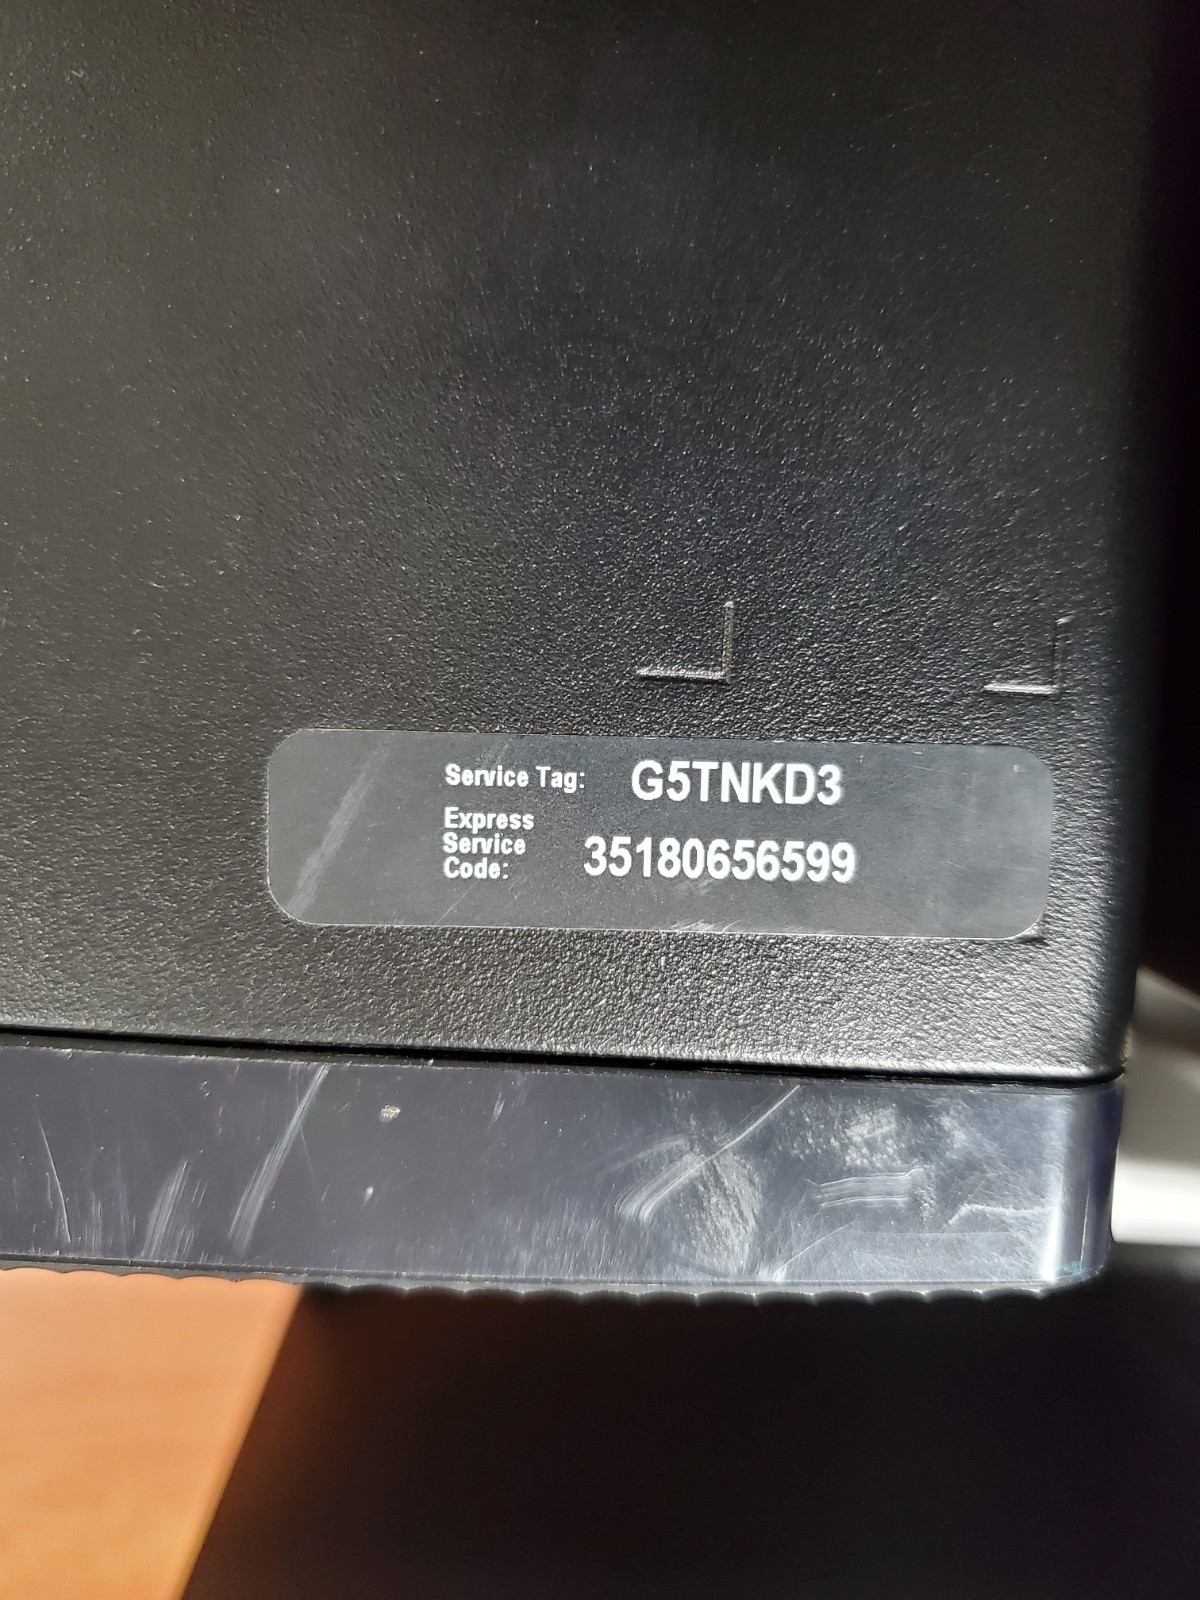 Service Tag: G5TNKD3
Express
Service
Code: 35180656599